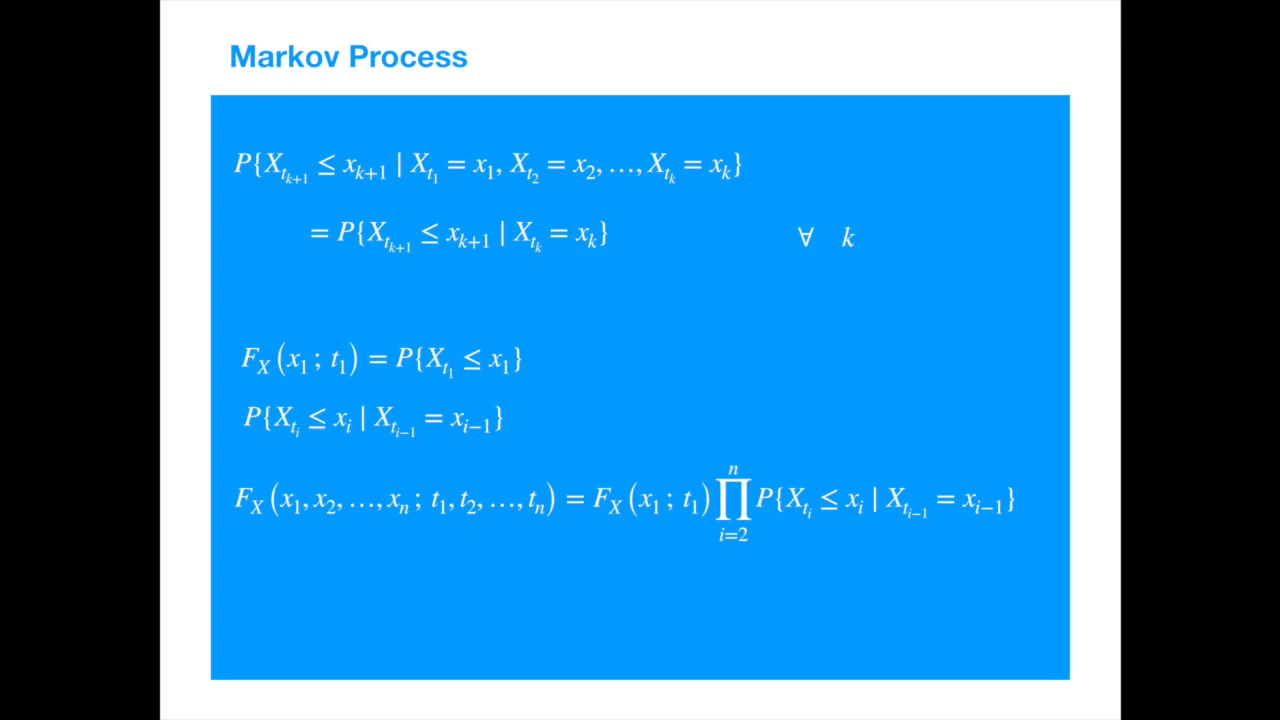 Markov Process
P{X_{t_{k+1}} ≤ x_{k+1} | X_{t_1} = x_1, X_{t_2} = x_2, …, X_{t_k} = x_k}
= P{X_{t_{k+1}} ≤ x_{k+1} | X_{t_k} = x_k} ∀ k
F_X(x_1 ; t_1) = P{X_{t_1} ≤ x_1}
P{X_{t_i} ≤ x_i | X_{t_{i−1}} = x_{i−1}}
F_X(x_1, x_2, …, x_n ; t_1, t_2, …, t_n) = F_X(x_1 ; t_1) ∏_{i=2}^{n} P{X_{t_i} ≤ x_i | X_{t_{i−1}} = x_{i−1}}